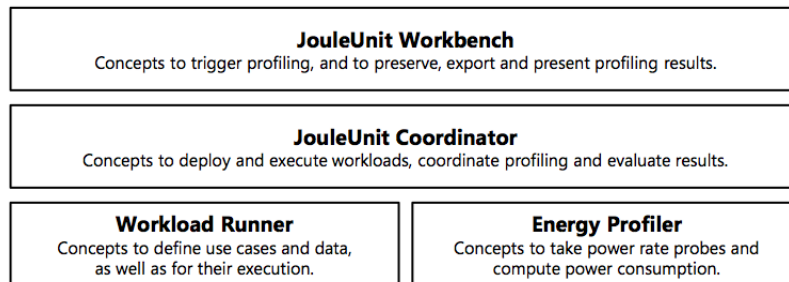 JouleUnit Workbench
Concepts to trigger profiling, and to preserve, export and present profiling results.
JouleUnit Coordinator
Concepts to deploy and execute workloads, coordinate profiling and evaluate results.
Workload Runner
Concepts to define use cases and data,
as well as for their execution.
Energy Profiler
Concepts to take power rate probes and
compute power consumption.